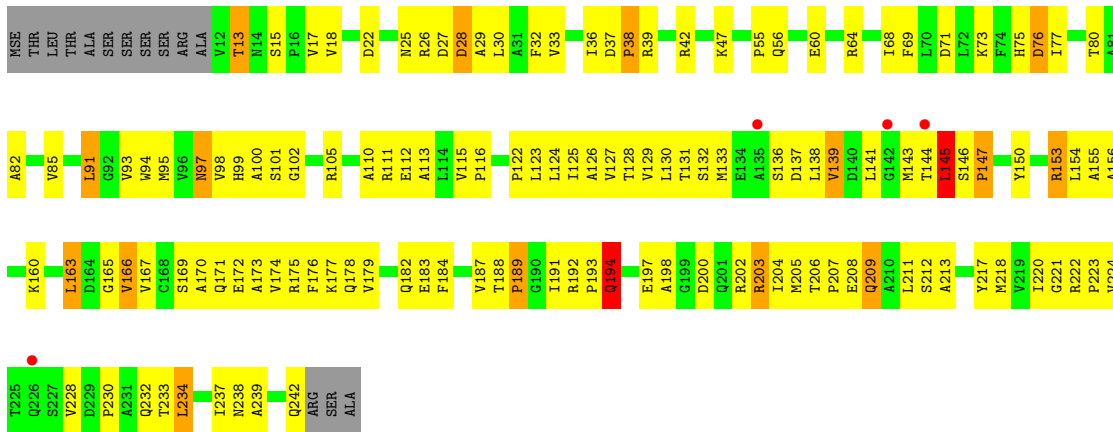 MSE THR LEU THR ALA SER SER SER SER ARG ALA V12 T13 N14 S15 P16 V17 V18 D22 N25 R26 D27 D28 A29 L30 A31 F32 V33 I36 D37 P38 R39 R42 K47 P55 Q56 E60 R64 I68 F69 L70 D71 L72 K73 F74 H75 D76 I77 T80 A81
A82 V85 L91 G92 V93 W94 M95 V96 N97 V98 H99 A100 S101 G102 R105 A110 R111 E112 A113 L114 V115 P116 P122 L123 L124 I125 A126 V127 T128 V129 L130 T131 S132 M133 E134 A135 S136 D137 L138 V139 D140 L141 G142 M143 T144 L145 S146 P147 Y150 R153 L154 A155 A156
K160 L163 D164 G165 V166 V167 C168 S169 A170 Q171 E172 A173 V174 R175 F176 K177 Q178 V179 Q182 E183 F184 V187 T188 P189 G190 I191 R192 P193 Q194 E197 A198 G199 D200 Q201 R202 R203 I204 M205 T206 P207 E208 Q209 A210 L211 S212 A213 Y217 M218 V219 I220 G221 R222 P223 V224
T225 Q226 S227 V228 D229 P230 A231 Q232 T233 L234 I237 N238 A239 Q242 ARG SER ALA